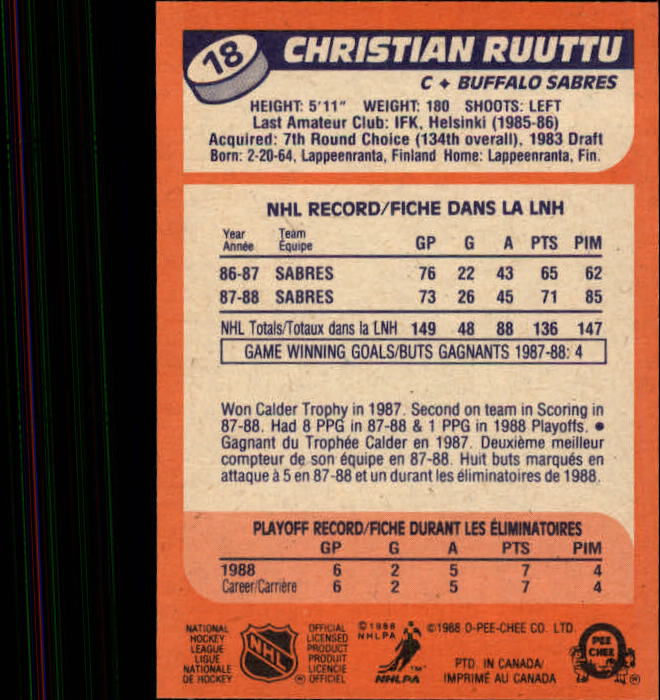 18 CHRISTIAN RUUTTU
C ♦ BUFFALO SABRES
HEIGHT: 5'11" WEIGHT: 180 SHOOTS: LEFT
Last Amateur Club: IFK, Helsinki (1985-86)
Acquired: 7th Round Choice (134th overall), 1983 Draft
Born: 2-20-64, Lappeenranta, Finland Home: Lappeenranta, Fin.
NHL RECORD/FICHE DANS LA LNH
Year Team
Année Équipe GP G A PTS PIM
86-87 SABRES 76 22 43 65 62
87-88 SABRES 73 26 45 71 85
NHL Totals/Totaux dans la LNH 149 48 88 136 147
GAME WINNING GOALS/BUTS GAGNANTS 1987-88: 4
Won Calder Trophy in 1987. Second on team in Scoring in
87-88. Had 8 PPG in 87-88 & 1 PPG in 1988 Playoffs. •
Gagnant du Trophée Calder en 1987. Deuxième meilleur
compteur de son équipe en 87-88. Huit buts marqués en
attaque à 5 en 87-88 et un durant les éliminatoires de 1988.
PLAYOFF RECORD/FICHE DURANT LES ÉLIMINATOIRES
GP G A PTS PIM
1988 6 2 5 7 4
Career/Carrière 6 2 5 7 4
NATIONAL
HOCKEY
LEAGUE
LIGUE
NATIONALE
DE HOCKEY
NHL
®
OFFICIAL
LICENSED
PRODUCT
PRODUIT
LICENCIE
OFFICIEL
©1988
NHLPA
NHLPA
™
©1988 O-PEE-CHEE CO. LTD.
PTD. IN CANADA/
IMPRIMÉ AU CANADA
O
PEE
CHEE
®